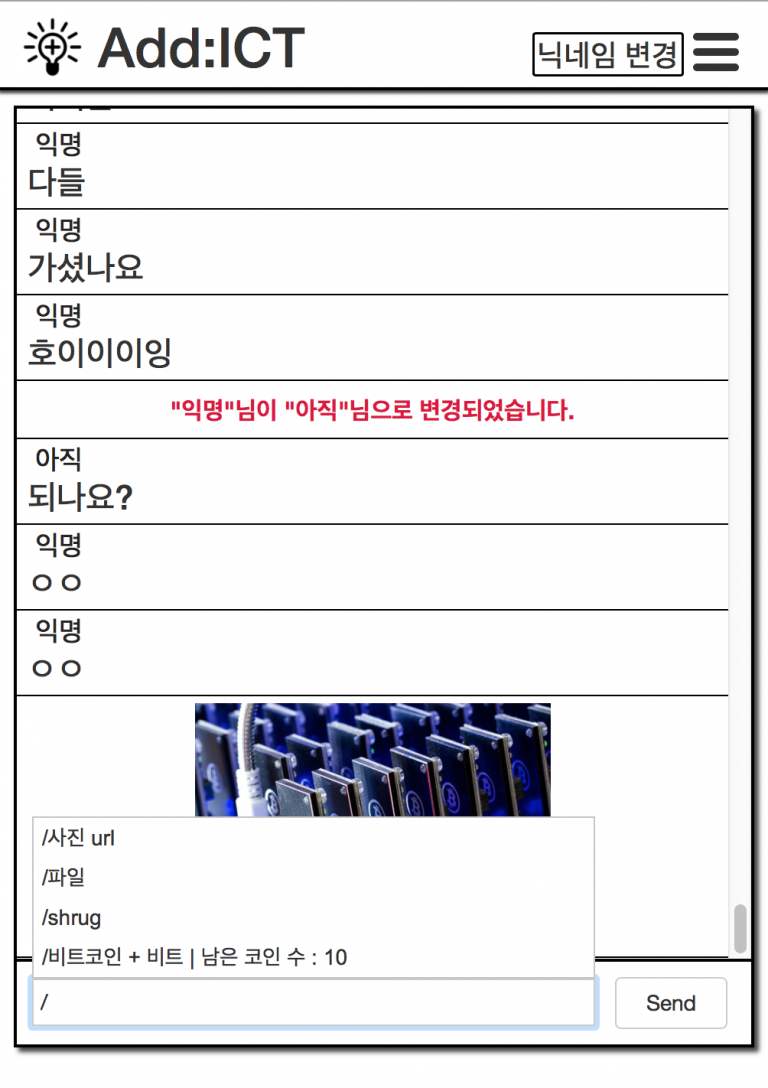 Add:ICT
닉네임 변경
익명
다들
익명
가셨나요
익명
호이이이잉
"익명"님이 "아직"님으로 변경되었습니다.
아직
되나요?
익명
ㅇㅇ
익명
ㅇㅇ
/사진 url
/파일
/shrug
/비트코인 + 비트 | 남은 코인 수 : 10
/
Send